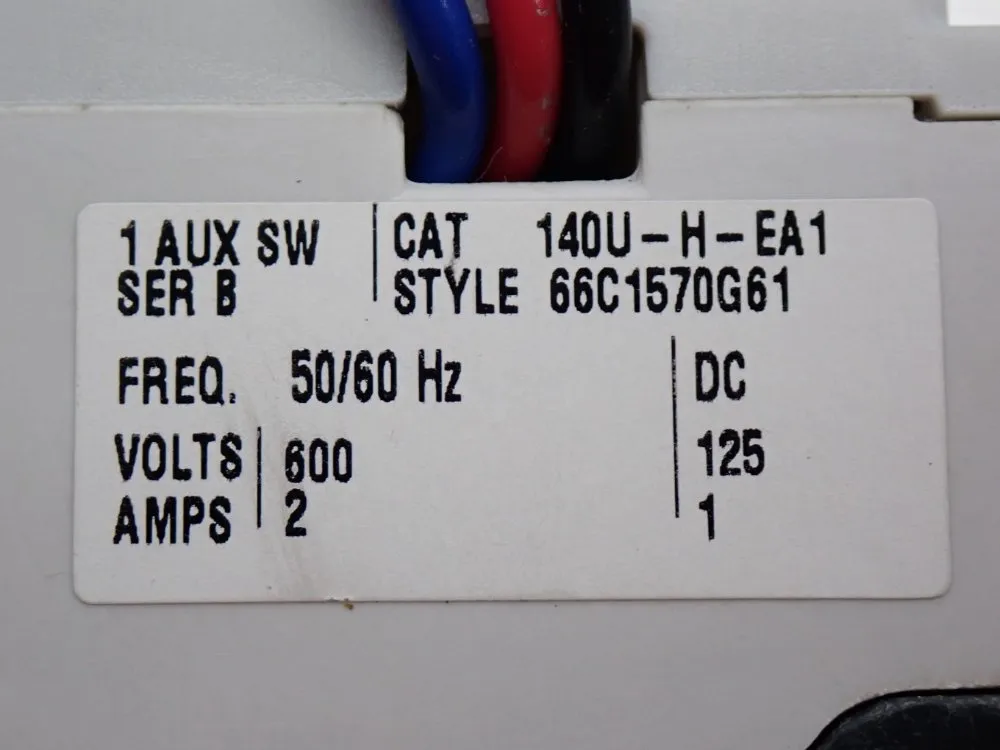 1 AUX SW CAT 140U-H-EA1
SER B STYLE 66C1570G61
FREQ. 50/60 Hz DC
VOLTS 600 125
AMPS 2 1